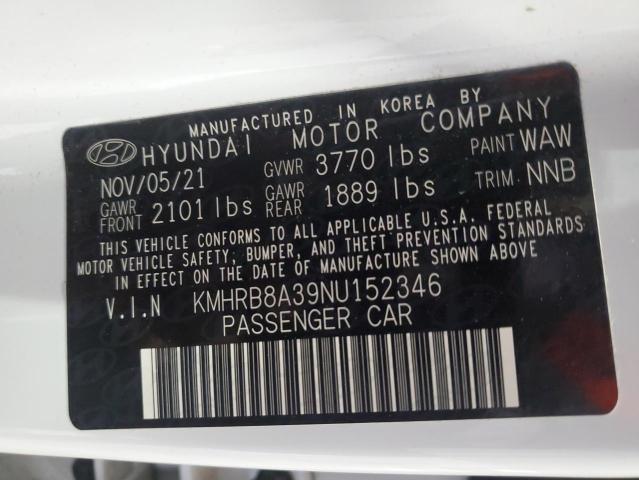 MANUFACTURED IN KOREA BY
HYUNDAI MOTOR COMPANY
NOV/05/21 GVWR 3770 lbs PAINT WAW
GAWR FRONT 2101 lbs GAWR REAR 1889 lbs TRIM NNB
THIS VEHICLE CONFORMS TO ALL APPLICABLE U.S.A. FEDERAL
MOTOR VEHICLE SAFETY, BUMPER, AND THEFT PREVENTION STANDARDS
IN EFFECT ON THE DATE OF MANUFACTURE SHOWN ABOVE
V.I.N KMHRB8A39NU152346
PASSENGER CAR